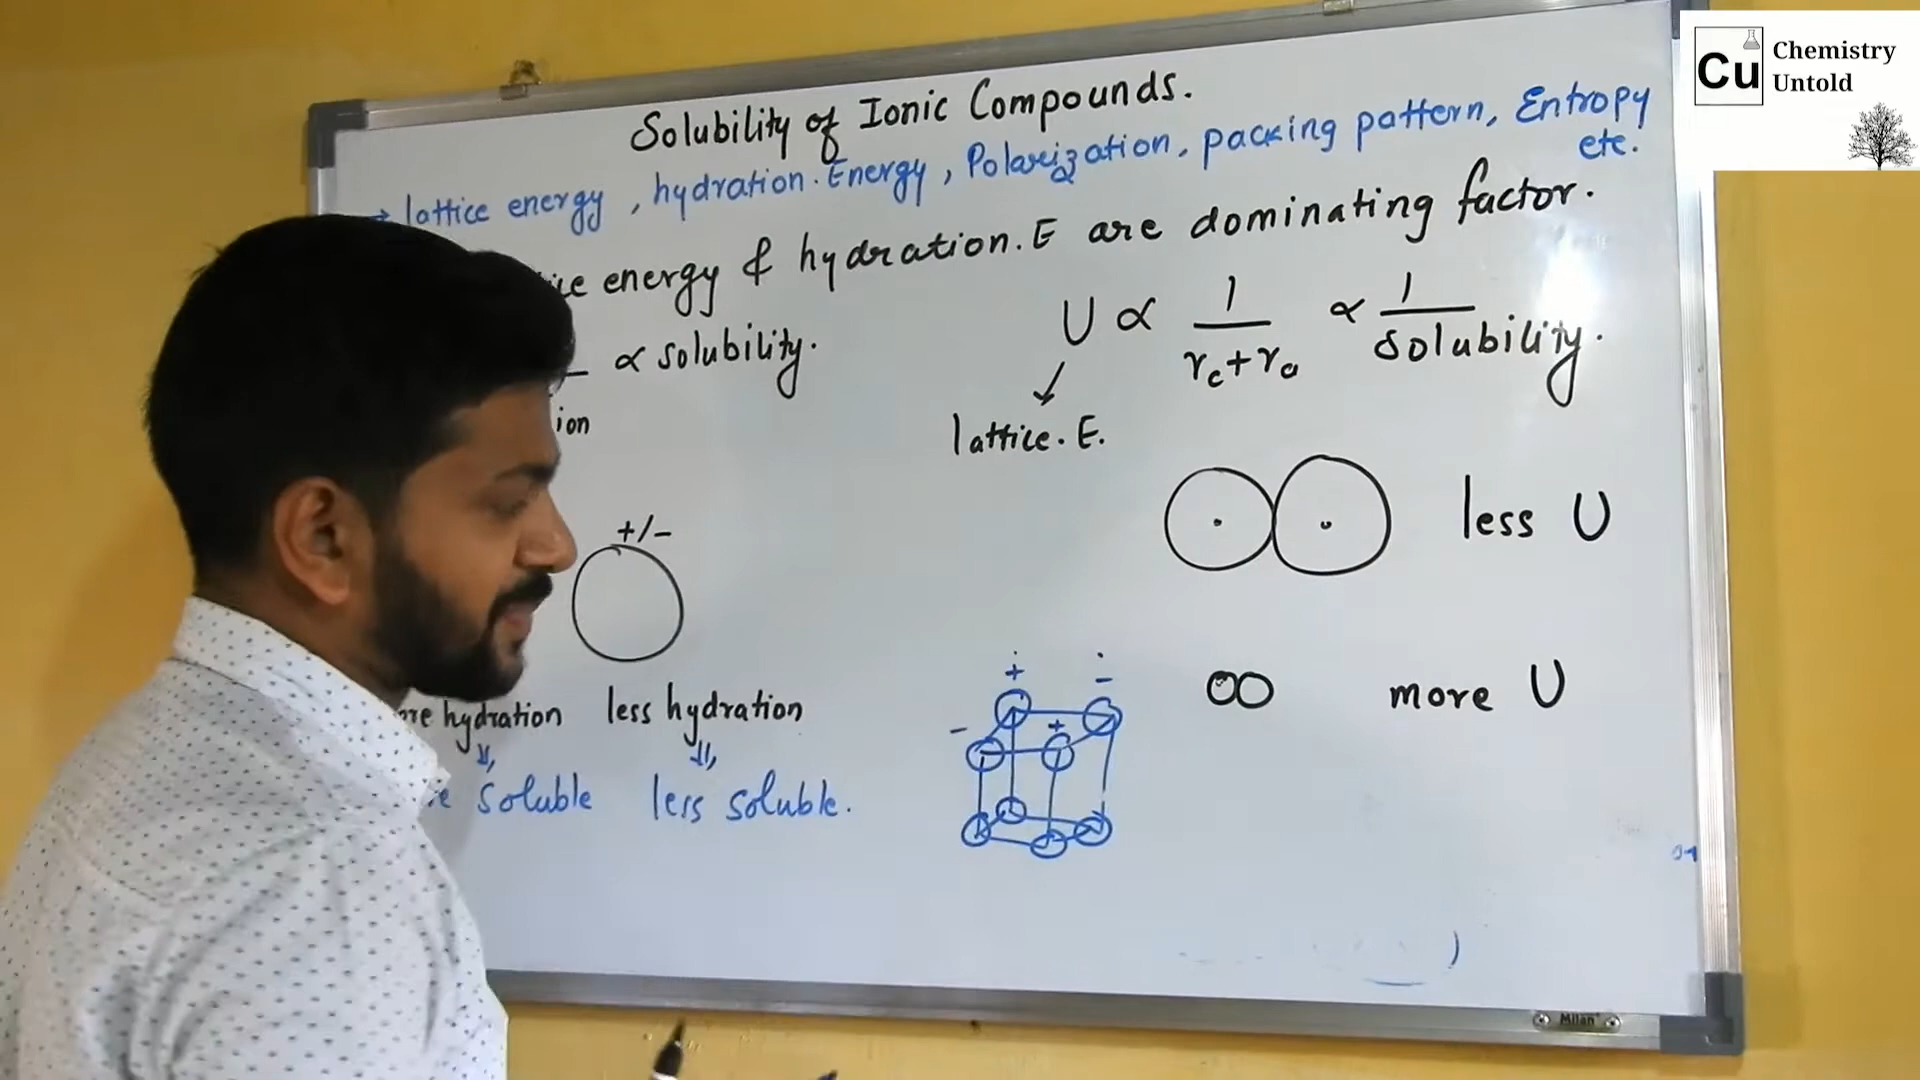 Solubility of Ionic Compounds.
→ lattice energy, hydration. Energy, Polarization, packing pattern, Entropy
etc.
energy & hydration. E are dominating factor.
∝ solubility.
ion
U ∝ 1/(rc+ra) ∝ 1/Solubility.
lattice. E.
less U
+/-
more U
hydration
less hydration
soluble
less soluble.
+ -
- +
Milan
Cu
Chemistry
Untold